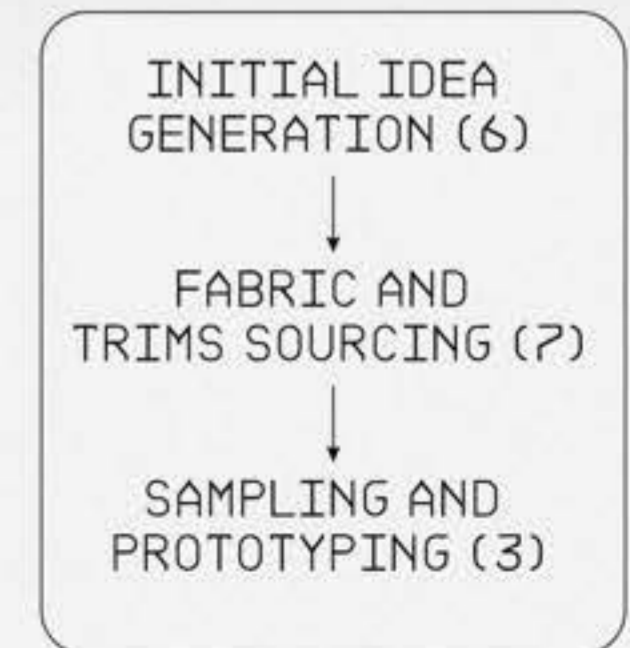 INITIAL IDEA
GENERATION (6)
FABRIC AND
TRIMS SOURCING (7)
SAMPLING AND
PROTOTYPING (3)